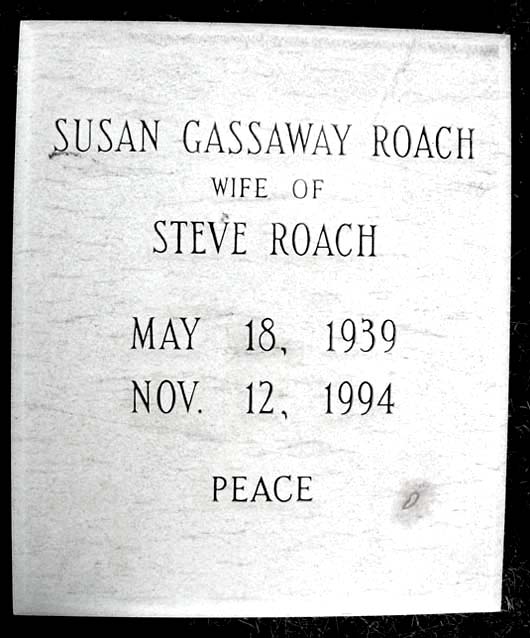 SUSAN GASSAWAY ROACH
WIFE OF
STEVE ROACH
MAY 18, 1939
NOV. 12, 1994
PEACE